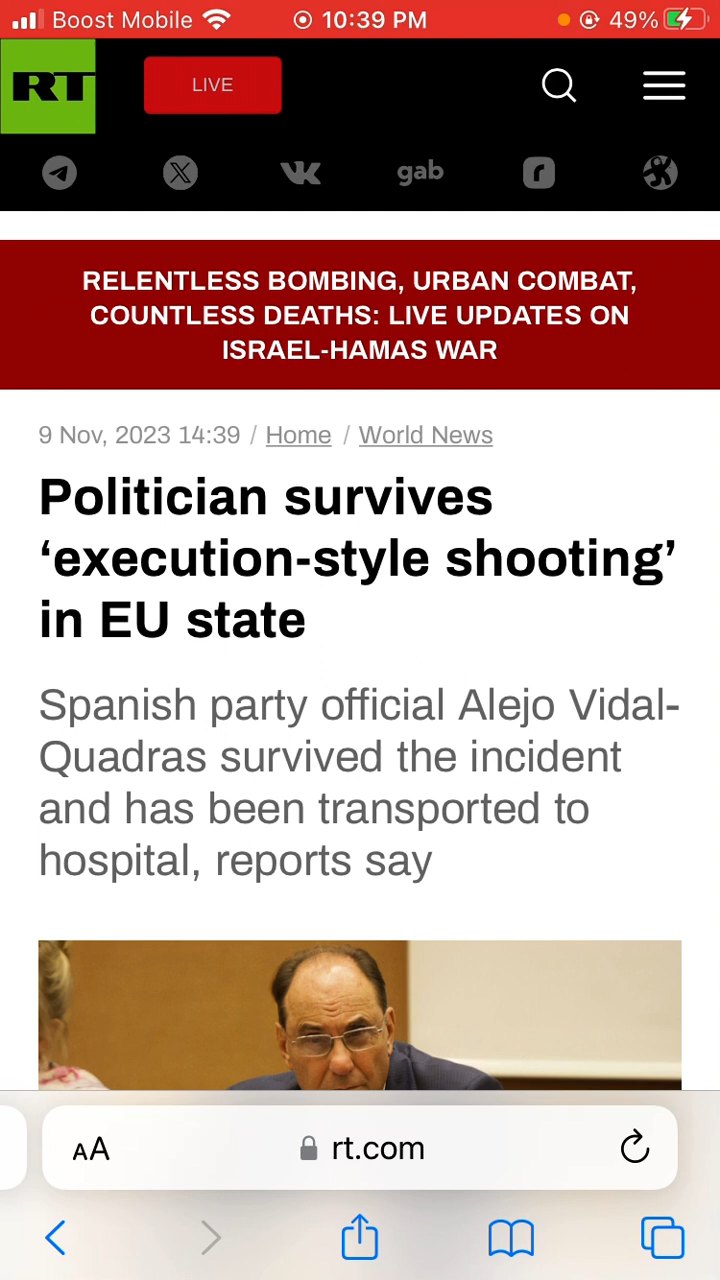 Boost Mobile 10:39 PM 49%
RT LIVE
gab
RELENTLESS BOMBING, URBAN COMBAT,
COUNTLESS DEATHS: LIVE UPDATES ON
ISRAEL-HAMAS WAR
9 Nov, 2023 14:39 / Home / World News
Politician survives
‘execution-style shooting’
in EU state
Spanish party official Alejo Vidal-
Quadras survived the incident
and has been transported to
hospital, reports say
AA rt.com